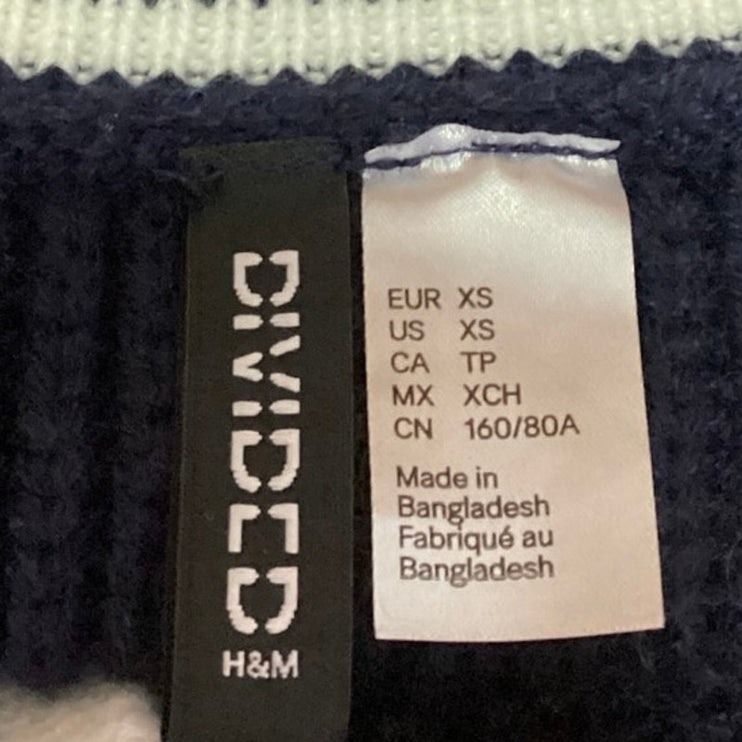 DIVIDED
H&M
EUR XS
US XS
CA TP
MX XCH
CN 160/80A
Made in
Bangladesh
Fabriqué au
Bangladesh